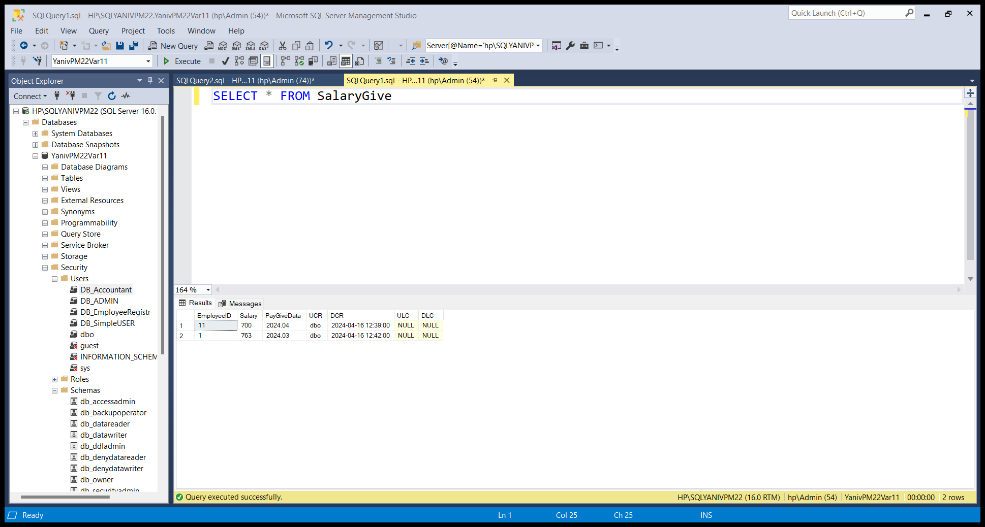 SQLQuery1.sql - HP\SQLYANIVPM22.YanivPM22Var11 (hp\Admin (54))* - Microsoft SQL Server Management Studio
Quick Launch (Ctrl+Q)
File Edit View Query Project Tools Window Help
New Query
Server[@Name='hp\SQLYANIVP
YanivPM22Var11
Execute
Object Explorer
Connect
HP\SQLYANIVPM22 (SQL Server 16.0.
Databases
System Databases
Database Snapshots
YanivPM22Var11
Database Diagrams
Tables
Views
External Resources
Synonyms
Programmability
Query Store
Service Broker
Storage
Security
Users
DB_Accountant
DB_ADMIN
DB_EmployeeRegistr
DB_SimpleUSER
dbo
guest
INFORMATION_SCHEM
sys
Roles
Schemas
db_accessadmin
db_backupoperator
db_datareader
db_datawriter
db_ddladmin
db_denydatareader
db_denydatawriter
db_owner
db_securityadmin
SQLQuery2.sql - HP...11 (hp\Admin (74))*
SQLQuery1.sql - HP...11 (hp\Admin (54))*
SELECT * FROM SalaryGive
164 %
Results Messages
EmployeeID Salary PayGiveData UCR DCR ULC DLC
1 11 700 2024.04 dbo 2024-04-16 12:39:00 NULL NULL
2 1 763 2024.03 dbo 2024-04-16 12:42:00 NULL NULL
Query executed successfully.
HP\SQLYANIVPM22 (16.0 RTM) hp\Admin (54) YanivPM22Var11 00:00:00 2 rows
Ready
Ln 1 Col 25 Ch 25 INS